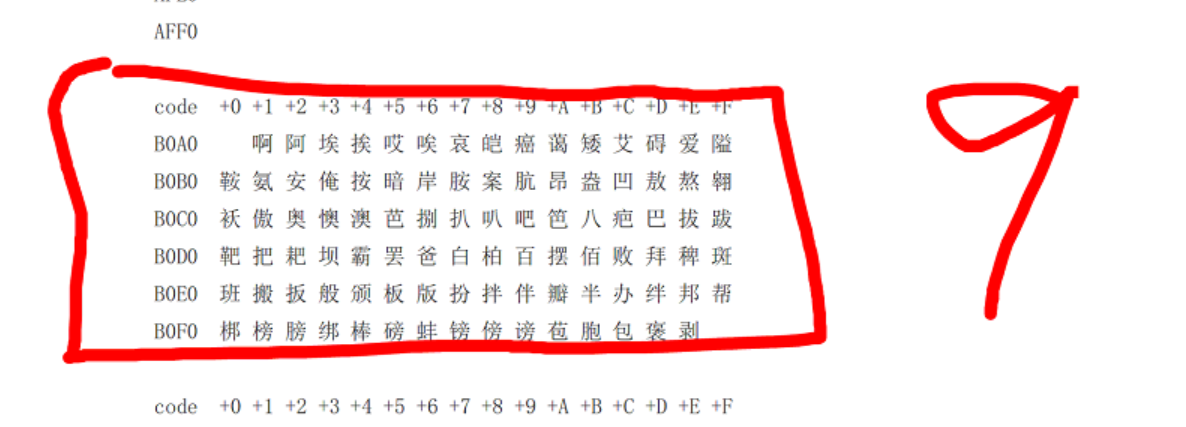 AFF0
code +0 +1 +2 +3 +4 +5 +6 +7 +8 +9 +A +B +C +D +E +F
B0A0 啊 阿 埃 挨 哎 唉 哀 皑 癌 蔼 矮 艾 碍 爱 隘
B0B0 鞍 氨 安 俺 按 暗 岸 胺 案 肮 昂 盎 凹 敖 熬 翱
B0C0 袄 傲 奥 懊 澳 芭 捌 扒 叭 吧 笆 八 疤 巴 拔 跋
B0D0 靶 把 耙 坝 霸 罢 爸 白 柏 百 摆 佰 败 拜 稗 斑
B0E0 班 搬 扳 般 颁 板 版 扮 拌 伴 瓣 半 办 绊 邦 帮
B0F0 梆 榜 膀 绑 棒 磅 蚌 镑 傍 谤 苞 胞 包 褒 剥
code +0 +1 +2 +3 +4 +5 +6 +7 +8 +9 +A +B +C +D +E +F
9